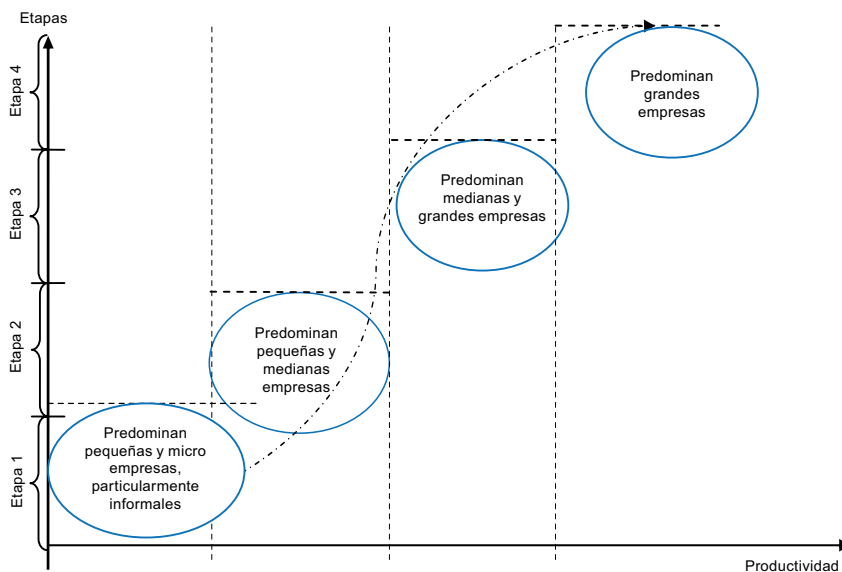 Etapas
Etapa 4
Predominan
grandes
empresas
Etapa 3
Predominan
medianas y
grandes empresas
Etapa 2
Predominan
pequeñas y
medianas
empresas
Etapa 1
Predominan
pequeñas y micro
empresas,
particularmente
informales
Productividad